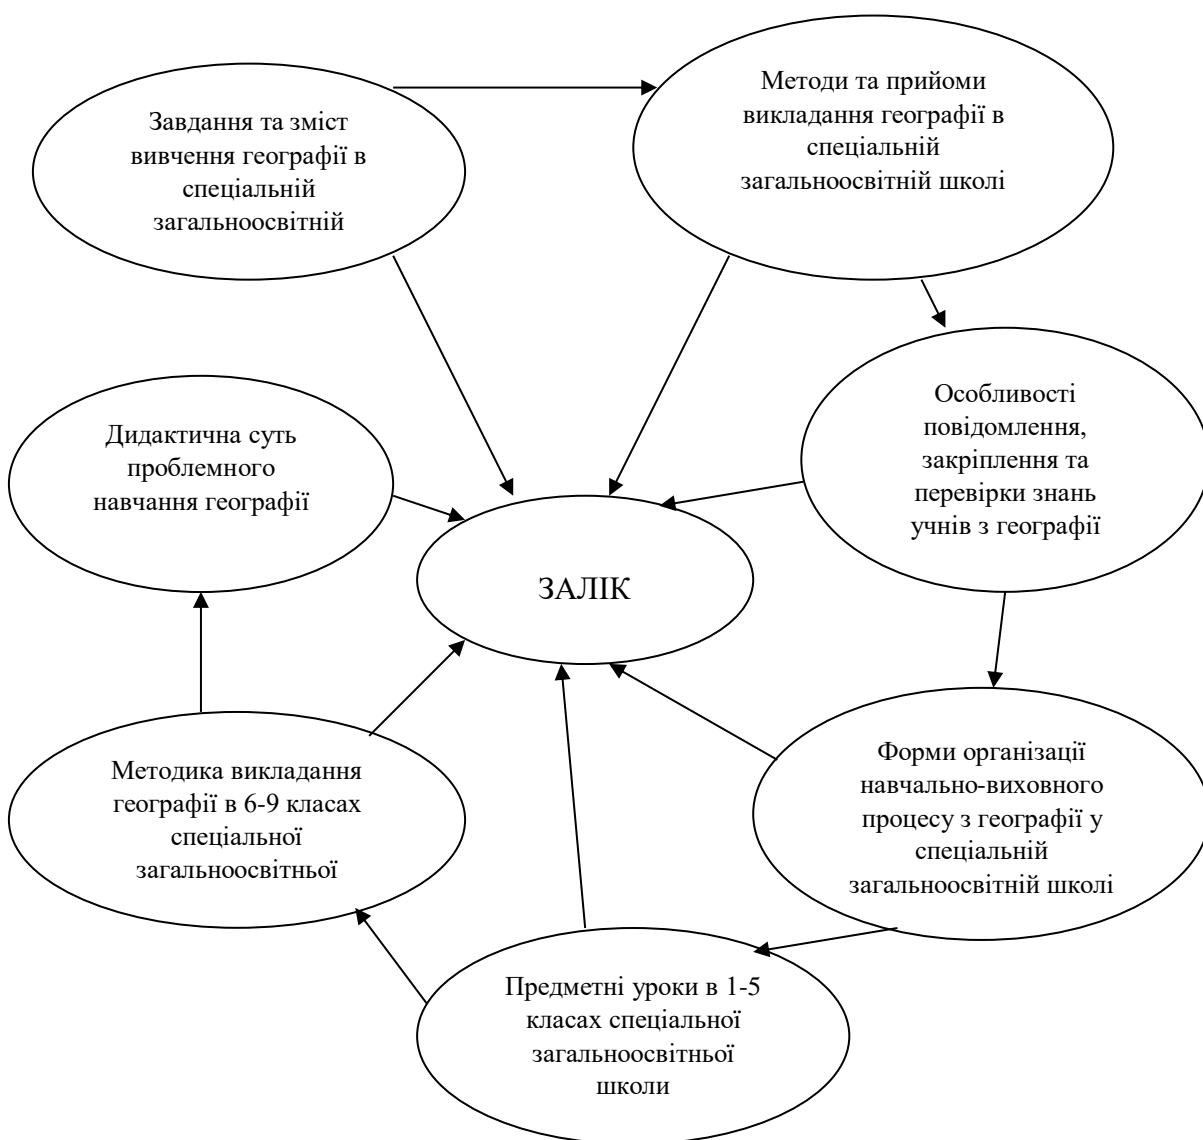 Завдання та зміст
вивчення географії в
спеціальній
загальноосвітній
Методи та прийоми
викладання географії в
спеціальній
загальноосвітній школі
Особливості
повідомлення,
закріплення та
перевірки знань
учнів з географії
Дидактична суть
проблемного
навчання географії
ЗАЛІК
Методика викладання
географії в 6-9 класах
спеціальної
загальноосвітньої
Форми організації
навчально-виховного
процесу з географії у
спеціальній
загальноосвітній школі
Предметні уроки в 1-5
класах спеціальної
загальноосвітньої
школи